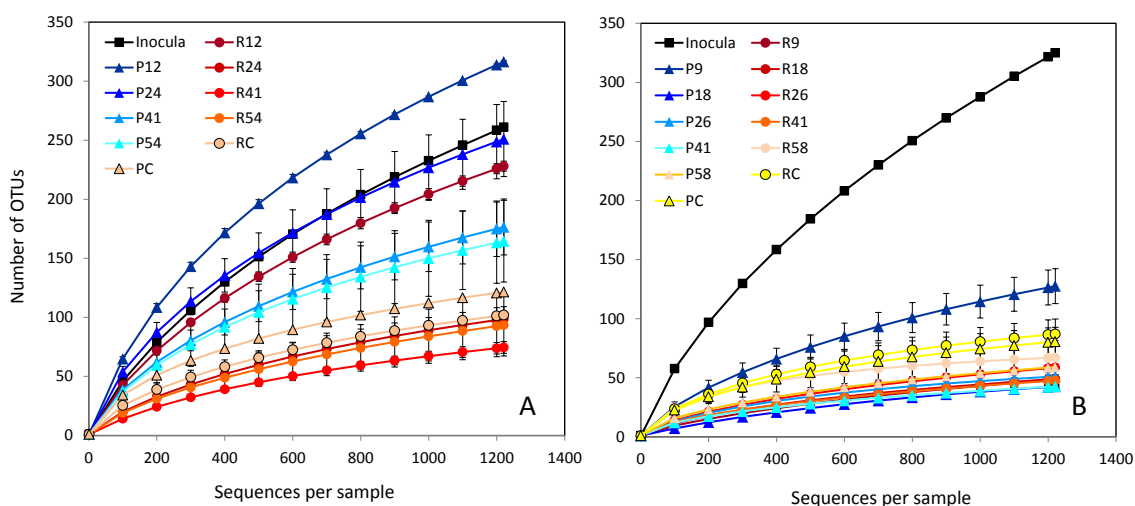 350
300
250
200
150
100
50
0
Number of OTUs
Inocula R12
P12 R24
P24 R41
P41 R54
P54 RC
PC
A
0 200 400 600 800 1000 1200 1400
Sequences per sample
350
300
250
200
150
100
50
0
Inocula R9
P9 R18
P18 R26
P26 R41
P41 R58
P58 RC
PC
B
0 200 400 600 800 1000 1200 1400
Sequences per sample